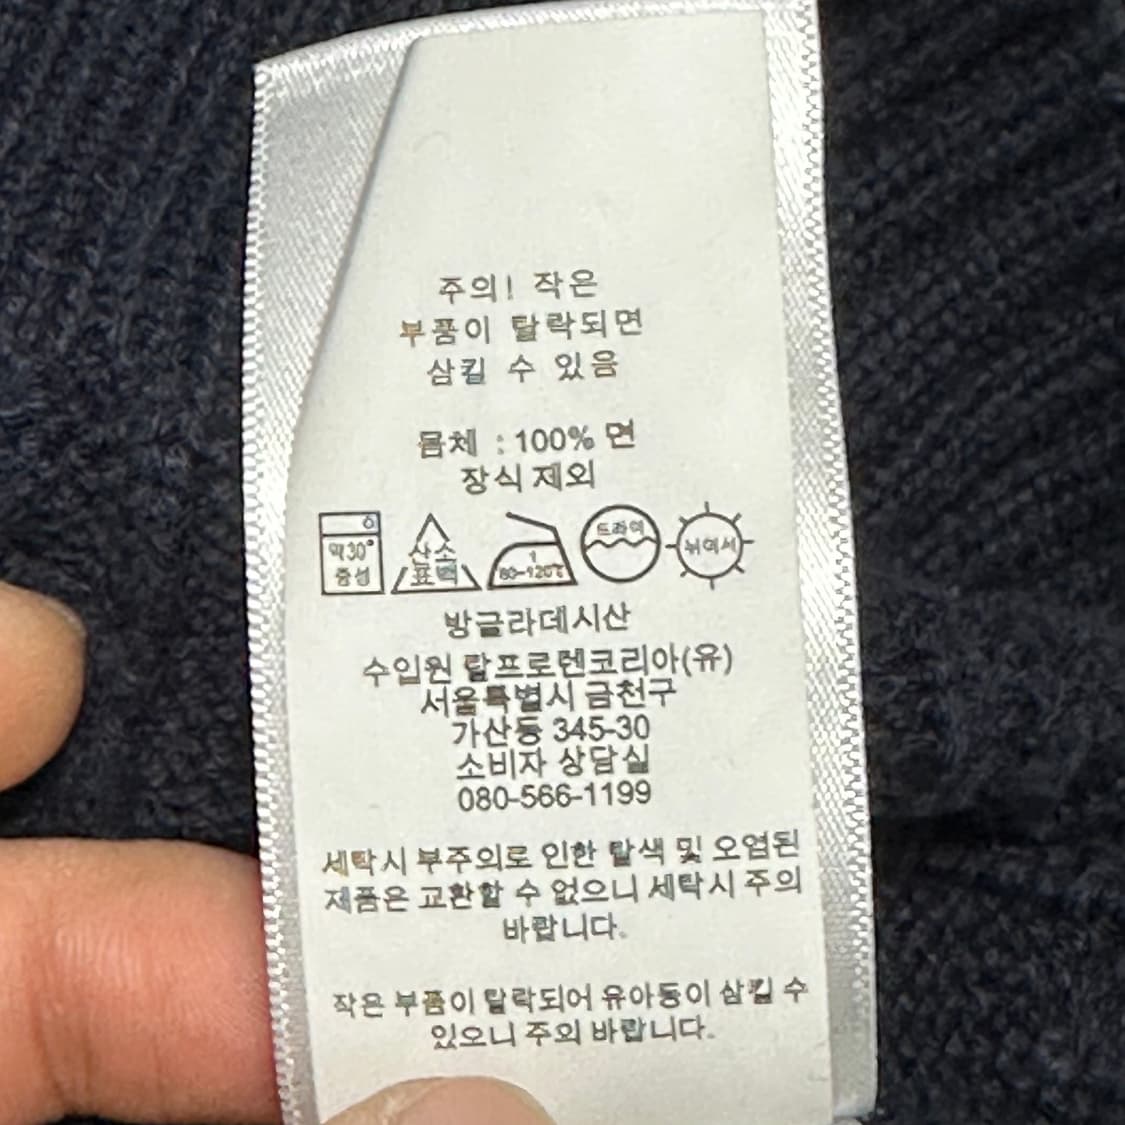 주의! 작은
부품이 탈락되면
삼킬 수 있음
몸체 : 100% 면
장식 제외
약30°
중성
산소
표백
1
80-120℃
드라이
뉘여서
방글라데시산
수입원 랄프로렌코리아(유)
서울특별시 금천구
가산동 345-30
소비자 상담실
080-566-1199
세탁시 부주의로 인한 탈색 및 오염된
제품은 교환할 수 없으니 세탁시 주의
바랍니다.
작은 부품이 탈락되어 유아동이 삼킬 수
있으니 주의 바랍니다.